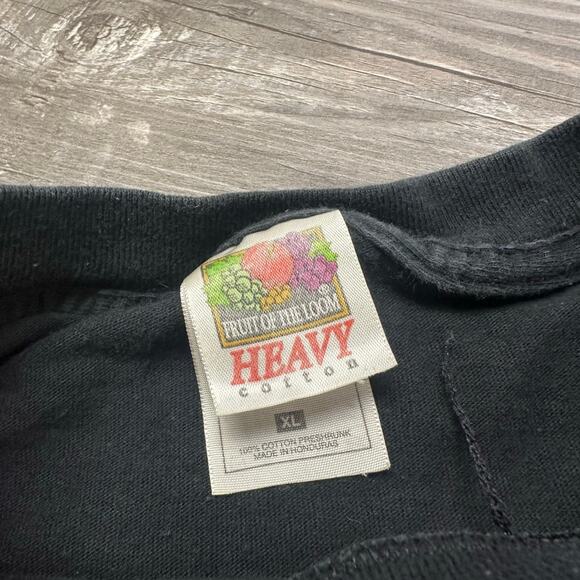 FRUIT OF THE LOOM®
HEAVY
cotton
XL
100% COTTON PRESHRUNK
MADE IN HONDURAS